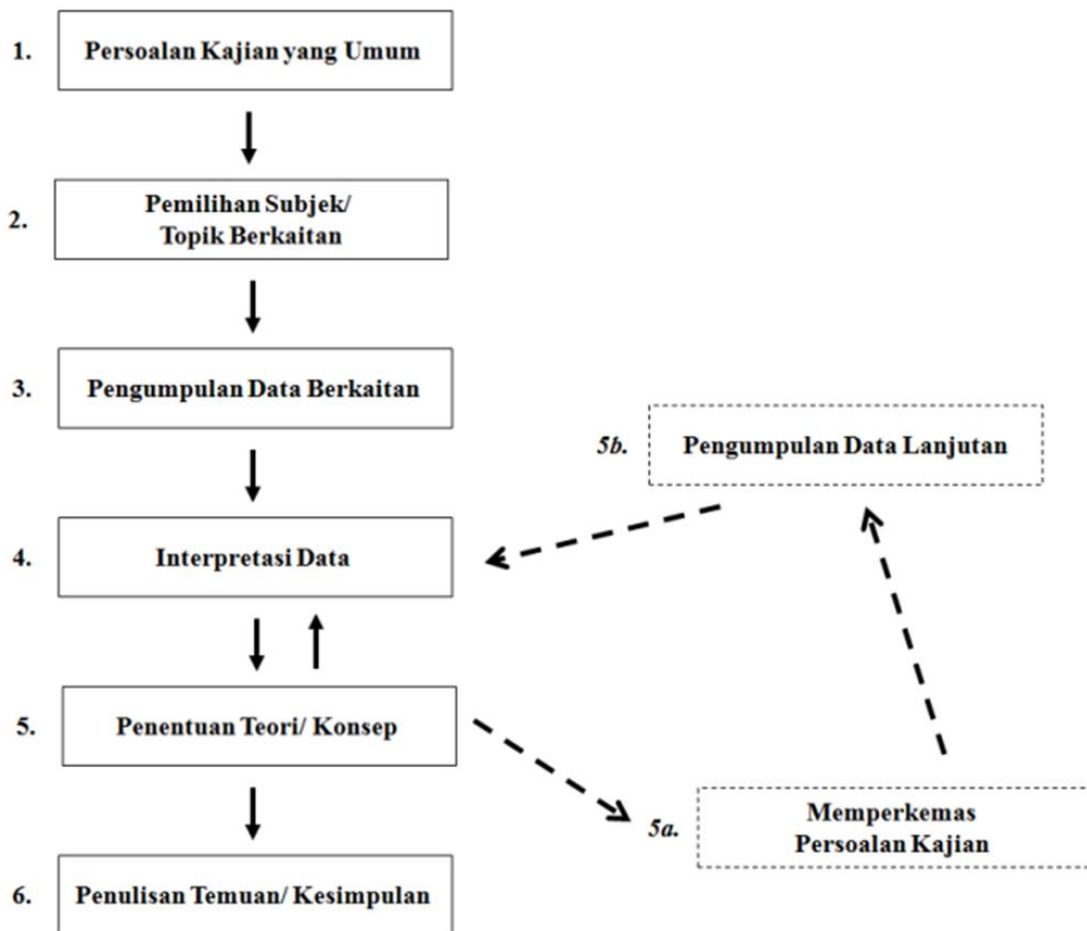 1. Persoalan Kajian yang Umum
2. Pemilihan Subjek/
Topik Berkaitan
3. Pengumpulan Data Berkaitan
4. Interpretasi Data
5. Penentuan Teori/ Konsep
5a. Memperkemas
Persoalan Kajian
5b. Pengumpulan Data Lanjutan
6. Penulisan Temuan/ Kesimpulan